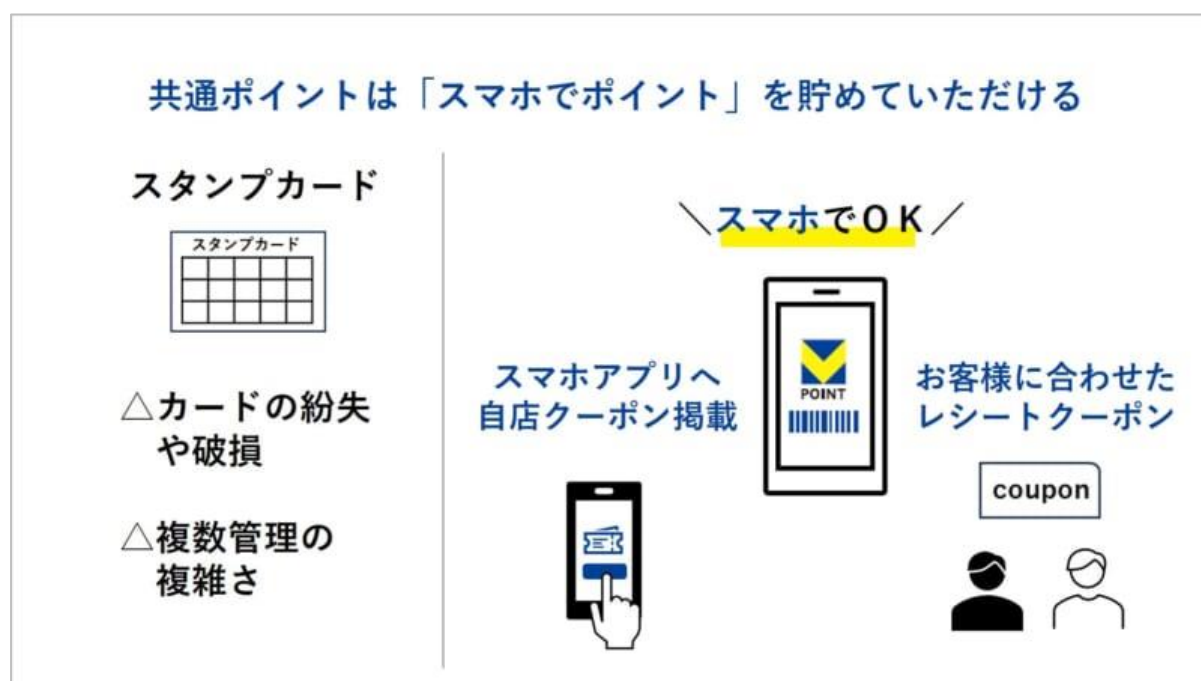 共通ポイントは「スマホでポイント」を貯めていただける
スタンプカード
スタンプカード
△カードの紛失
や破損
△複数管理の
複雑さ
＼スマホでＯＫ／
POINT
スマホアプリへ
自店クーポン掲載
お客様に合わせた
レシートクーポン
coupon